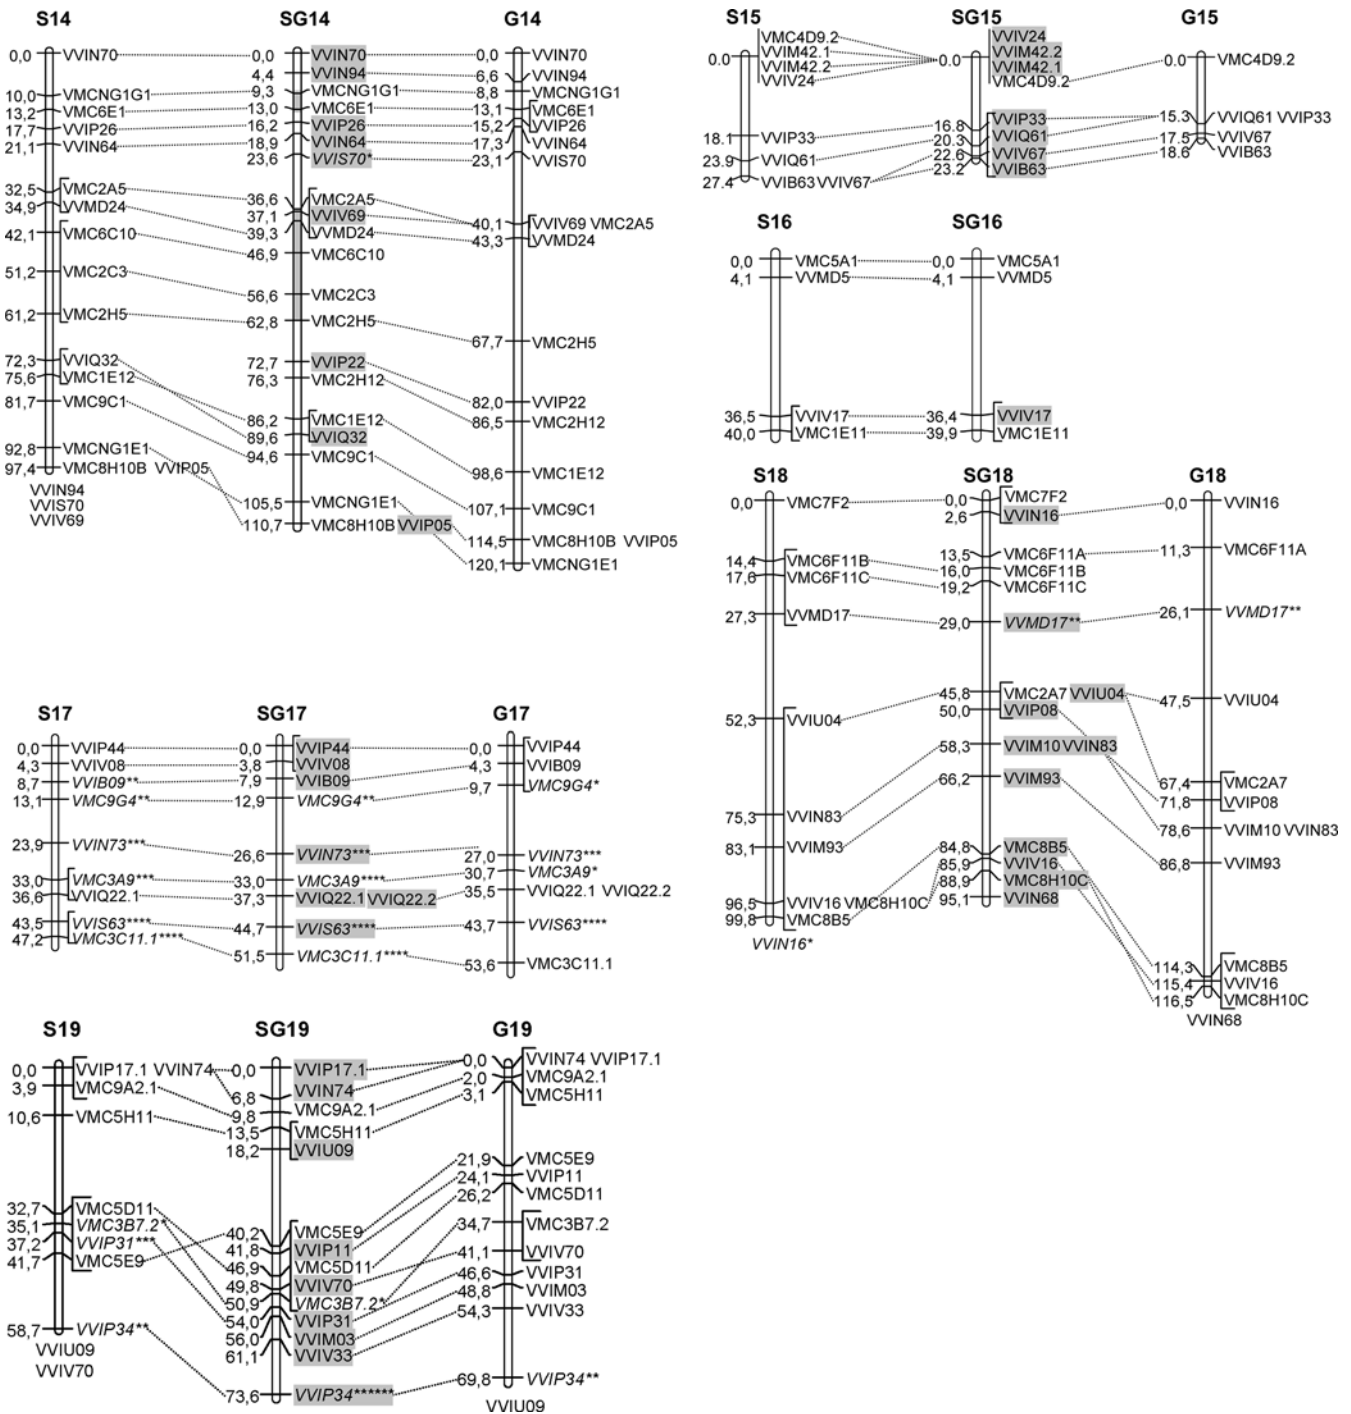 S14 SG14 G14
0,0 VVIN70 0,0 VVIN70 0,0 VVIN70
4,4 VVIN94 6,6 VVIN94
10,0 VMCNG1G1 9,3 VMCNG1G1 8,8 VMCNG1G1
13,2 VMC6E1 13,0 VMC6E1 13,1 VMC6E1
17,7 VVIP26 16,2 VVIP26 15,2 VVIP26
21,1 VVIN64 18,9 VVIN64 17,3 VVIN64
23,6 VVIS70* 23,1 VVIS70
32,5 VMC2A5 36,6 VMC2A5
34,9 VVMD24 37,1 VVIV69 40,1 VVIV69 VMC2A5
42,1 VMC6C10 39,3 VVMD24 43,3 VVMD24
46,9 VMC6C10
51,2 VMC2C3 56,6 VMC2C3
61,2 VMC2H5 62,8 VMC2H5 67,7 VMC2H5
72,3 VVIQ32 72,7 VVIP22
75,6 VMC1E12 76,3 VMC2H12 82,0 VVIP22
81,7 VMC9C1 86,2 VMC1E12 86,5 VMC2H12
89,6 VVIQ32
92,8 VMCNG1E1 94,6 VMC9C1 98,6 VMC1E12
97,4 VMC8H10B VVIP05 105,5 VMCNG1E1 107,1 VMC9C1
VVIN94
VVIS70
VVIV69
110,7 VMC8H10B VVIP05 114,5 VMC8H10B VVIP05
120,1 VMCNG1E1
S15 SG15 G15
VMC4D9.2 VVIV24
0.0 VVIM42.1 0.0 VVIM42.2 0.0 VMC4D9.2
VVIM42.2 VVIM42.1
VVIV24 VMC4D9.2
18.1 VVIP33 16.8 VVIP33 15.3 VVIQ61 VVIP33
23.9 VVIQ61 20.3 VVIQ61 17.5 VVIV67
27.4 VVIB63 VVIV67 22.6 VVIV67 18.6 VVIB63
23.2 VVIB63
S16 SG16
0,0 VMC5A1 0,0 VMC5A1
4,1 VVMD5 4,1 VVMD5
36,5 VVIV17 36,4 VVIV17
40,0 VMC1E11 39,9 VMC1E11
S18 SG18 G18
0,0 VMC7F2 0,0 VMC7F2 0,0 VVIN16
2,6 VVIN16
14,4 VMC6F11B 13,5 VMC6F11A 11,3 VMC6F11A
17,6 VMC6F11C 16,0 VMC6F11B
19,2 VMC6F11C
27,3 VVMD17 29,0 VVMD17** 26,1 VVMD17**
52,3 VVIU04 45,8 VMC2A7 VVIU04 47,5 VVIU04
50,0 VVIP08
58,3 VVIM10 VVIN83
66,2 VVIM93 67,4 VMC2A7
71,8 VVIP08
75,3 VVIN83 78,6 VVIM10 VVIN83
83,1 VVIM93 84,8 VMC8B5 86,8 VVIM93
85,9 VVIV16
88,9 VMC8H10C
96,5 VVIV16 VMC8H10C 95,1 VVIN68
99,8 VMC8B5
VVIN16*
114,3 VMC8B5
115,4 VVIV16
116,5 VMC8H10C
VVIN68
S17 SG17 G17
0,0 VVIP44 0,0 VVIP44 0,0 VVIP44
4,3 VVIV08 3,8 VVIV08 4,3 VVIB09
8,7 VVIB09** 7,9 VVIB09 9,7 VMC9G4*
13,1 VMC9G4** 12,9 VMC9G4**
23,9 VVIN73*** 26,6 VVIN73*** 27,0 VVIN73***
33,0 VMC3A9*** 33,0 VMC3A9**** 30,7 VMC3A9*
36,6 VVIQ22.1 37,3 VVIQ22.1 VVIQ22.2 35,5 VVIQ22.1 VVIQ22.2
43,5 VVIS63**** 44,7 VVIS63**** 43,7 VVIS63****
47,2 VMC3C11.1**** 51,5 VMC3C11.1**** 53,6 VMC3C11.1
S19 SG19 G19
0,0 VVIP17.1 VVIN74 0,0 VVIP17.1 0,0 VVIN74 VVIP17.1
3,9 VMC9A2.1 6,8 VVIN74 2,0 VMC9A2.1
10,6 VMC5H11 9,8 VMC9A2.1 3,1 VMC5H11
13,5 VMC5H11
18,2 VVIU09 21,9 VMC5E9
24,1 VVIP11
32,7 VMC5D11 26,2 VMC5D11
35,1 VMC3B7.2* 40,2 VMC5E9 34,7 VMC3B7.2
37,2 VVIP31*** 41,8 VVIP11 41,1 VVIV70
41,7 VMC5E9 46,9 VMC5D11 46,6 VVIP31
49,8 VVIV70 48,8 VVIM03
50,9 VMC3B7.2* 54,3 VVIV33
54,0 VVIP31
58,7 VVIP34** 56,0 VVIM03
VVIU09 61,1 VVIV33
VVIV70
73,6 VVIP34****** 69,8 VVIP34**
VVIU09